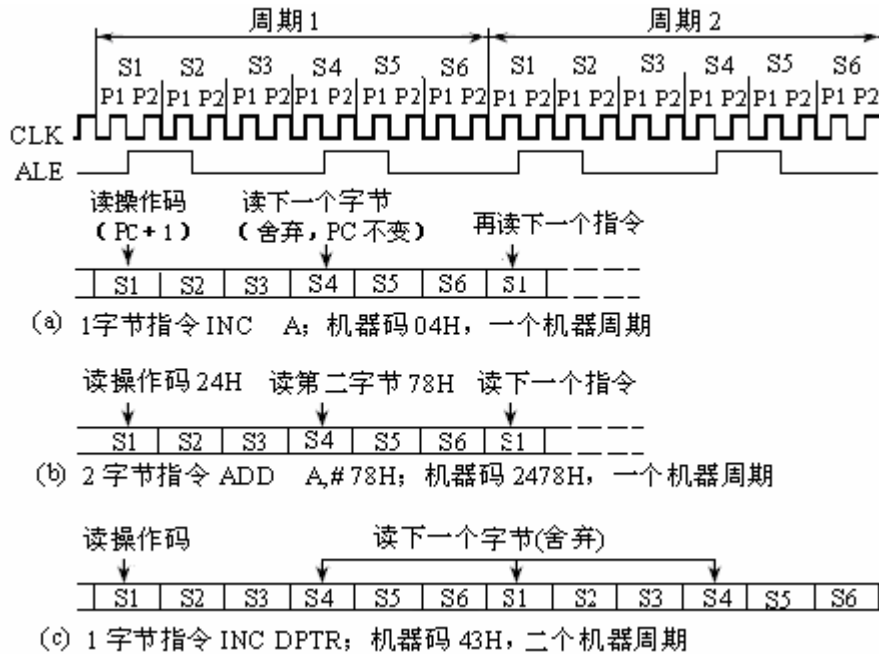 周期1 周期 2
S1 S2 S3 S4 S5 S6 S1 S2 S3 S4 S5 S6
P1 P2 P1 P2 P1 P2 P1 P2 P1 P2 P1 P2 P1 P2 P1 P2 P1 P2 P1 P2 P1 P2 P1 P2
CLK
ALE
读操作码 读下一个字节
(PC+1) (舍弃,PC 不变) 再读下一个指令
S1 S2 S3 S4 S5 S6 S1
(a) 1字节指令 INC A; 机器码 04H, 一个机器周期
读操作码 24H 读第二字节 78H 读下一个指令
S1 S2 S3 S4 S5 S6 S1
(b) 2 字节指令 ADD A,#78H; 机器码 2478H, 一个机器周期
读操作码 读下一个字节(舍弃)
S1 S2 S3 S4 S5 S6 S1 S2 S3 S4 S5 S6
(c) 1 字节指令 INC DPTR; 机器码 43H, 二个机器周期